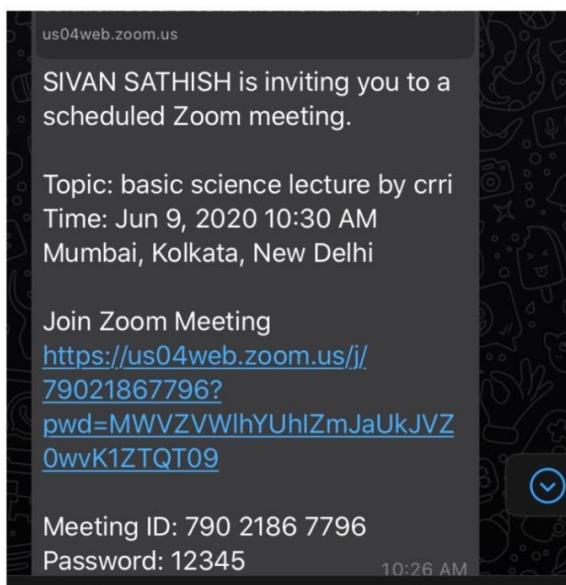 us04web.zoom.us
SIVAN SATHISH is inviting you to a
scheduled Zoom meeting.
Topic: basic science lecture by crri
Time: Jun 9, 2020 10:30 AM
Mumbai, Kolkata, New Delhi
Join Zoom Meeting
https://us04web.zoom.us/j/
79021867796?
pwd=MWVZVWlhYUhIZmJaUkJVZ
0wvK1ZTQT09
Meeting ID: 790 2186 7796
Password: 12345
10:26 AM